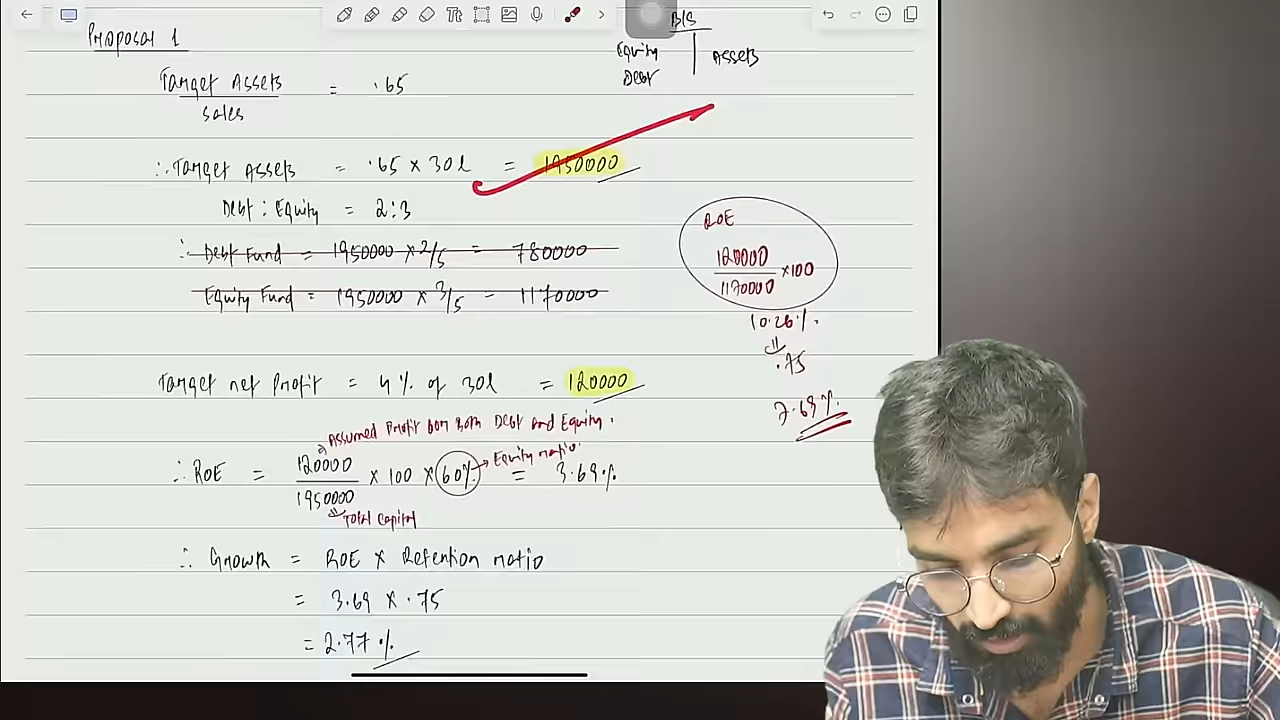 Proposal 1
B/S
Equity
Debt
Assets
Target Assets
Sales
= .65
∴ Target Assets = .65 × 30l = 1950000
Debt : Equity = 2:3
∴ Debt Fund = 1950000 × 2/5 = 780000
Equity Fund = 1950000 × 3/5 = 1170000
ROE
120000
1170000
×100
10.26%.
.75
7.69%.
Target net Profit = 4% of 30l = 120000
Assumed Profit for both Debt and Equity.
∴ ROE = 120000 × 100 × 60% = 3.69%
1950000
Equity ratio.
Total Capital
∴ Growth = ROE × Retention ratio
= 3.69 × .75
= 2.77%